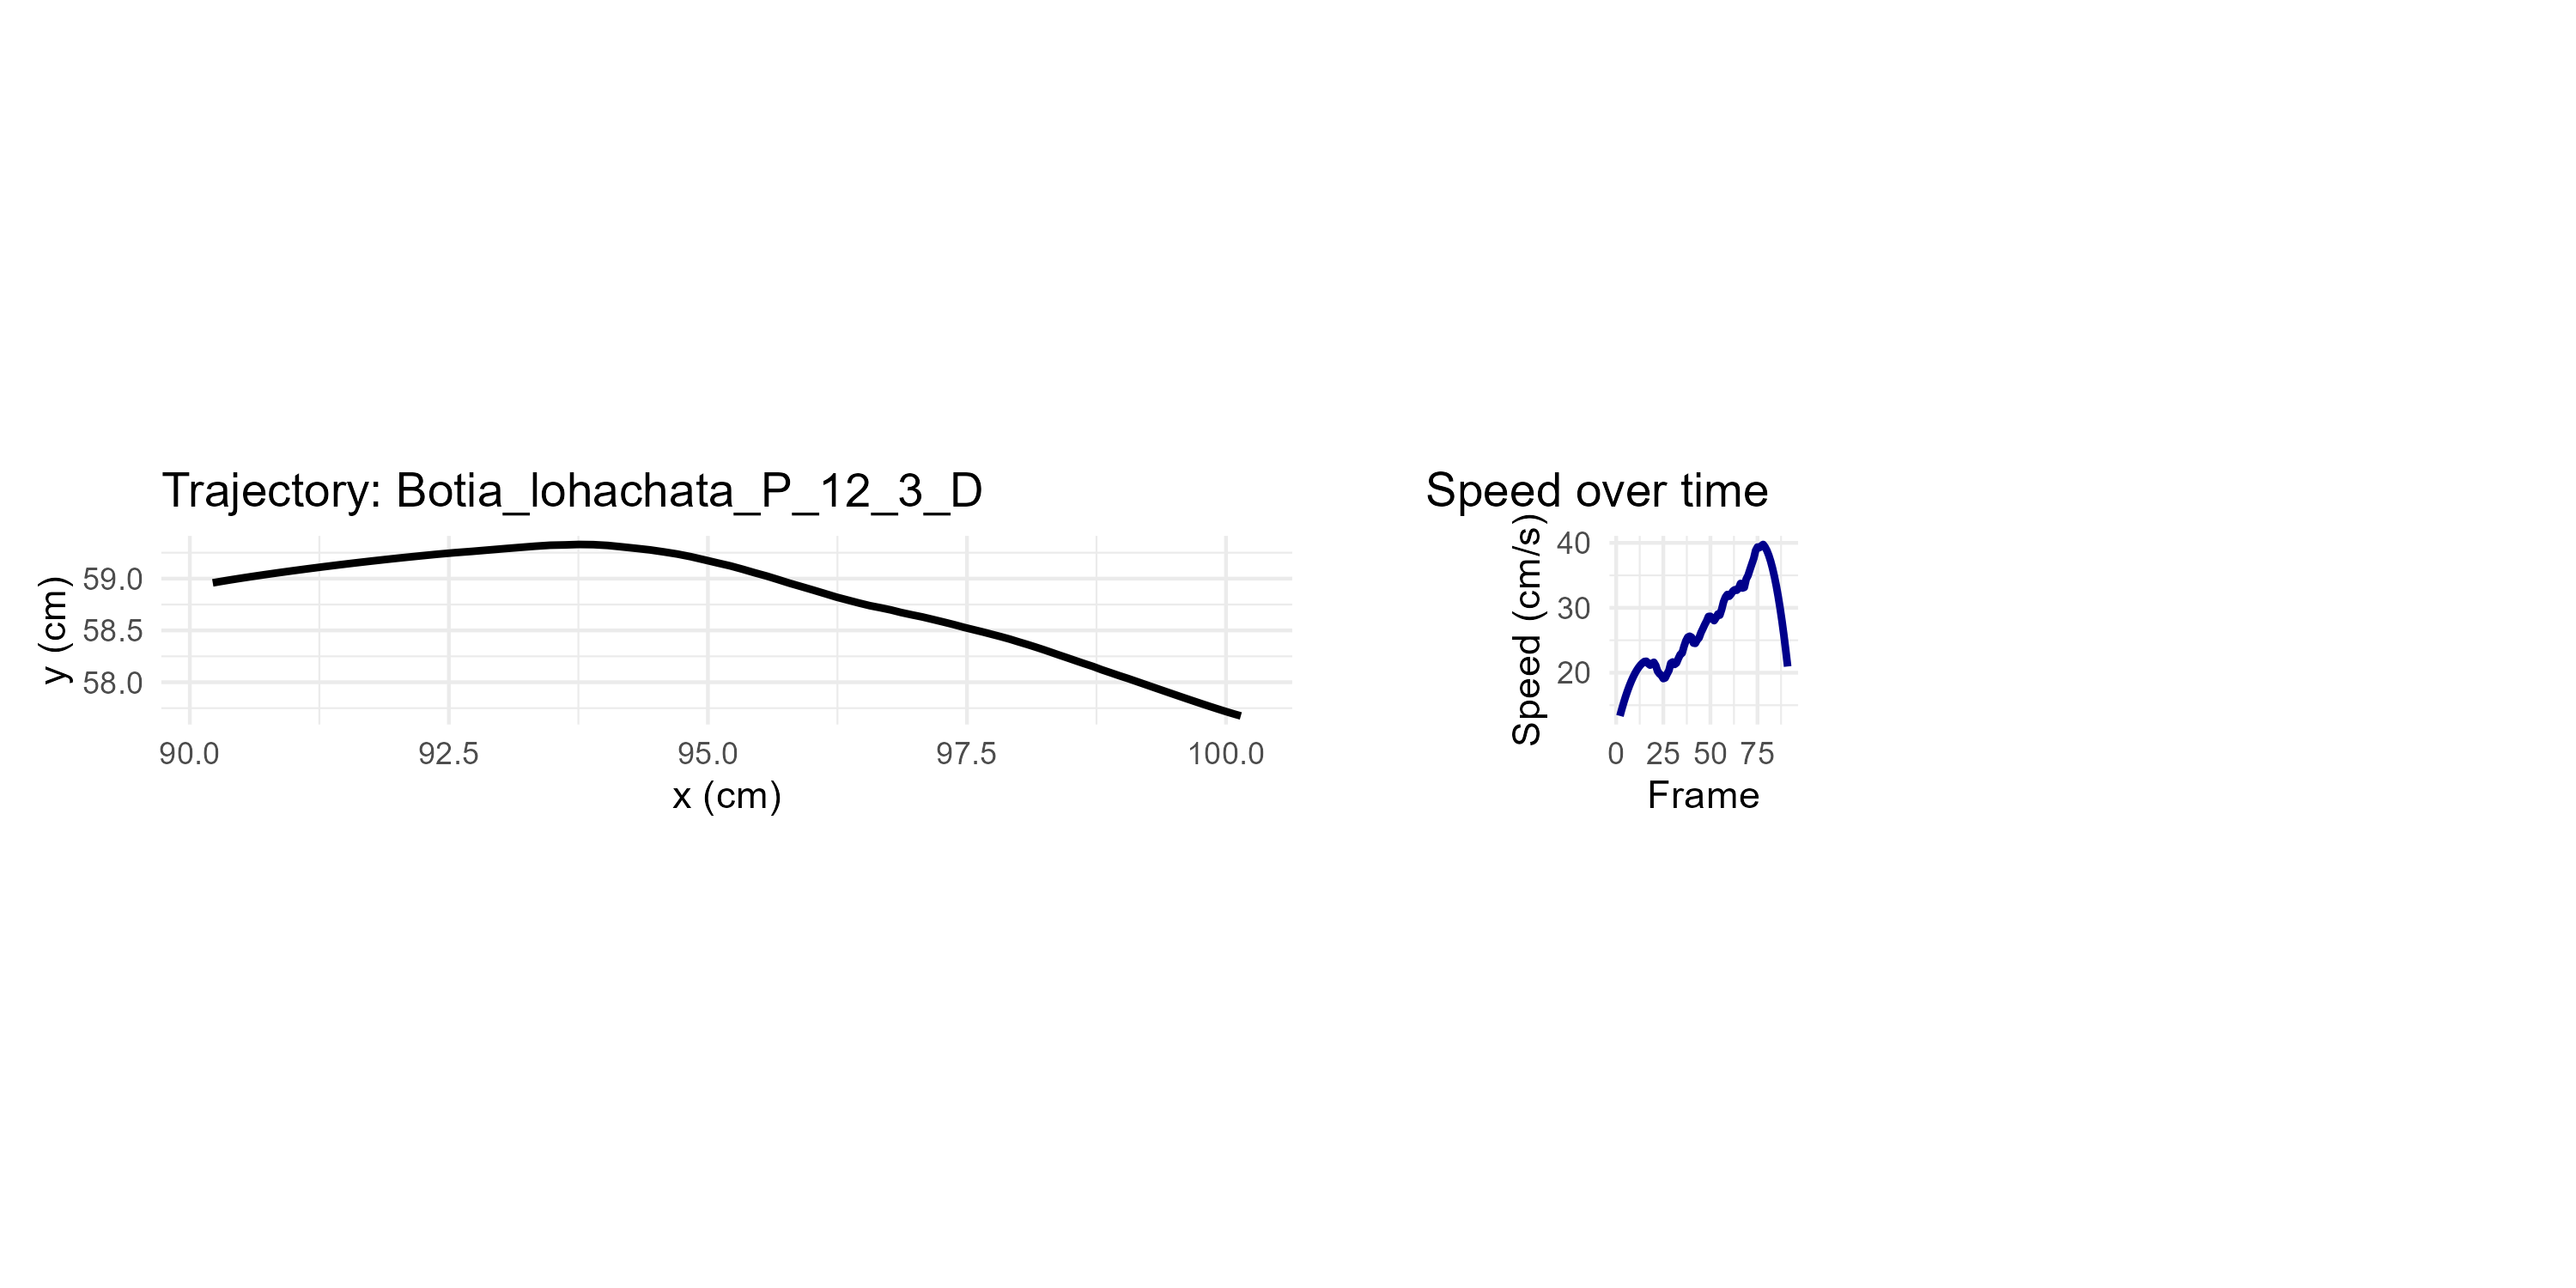 Trajectory: Botia_lohachata_P_12_3_D
y (cm)
59.0
58.5
58.0
90.0 92.5 95.0 97.5 100.0
x (cm)
Speed over time
Speed (cm/s)
40
30
20
0 25 50 75
Frame